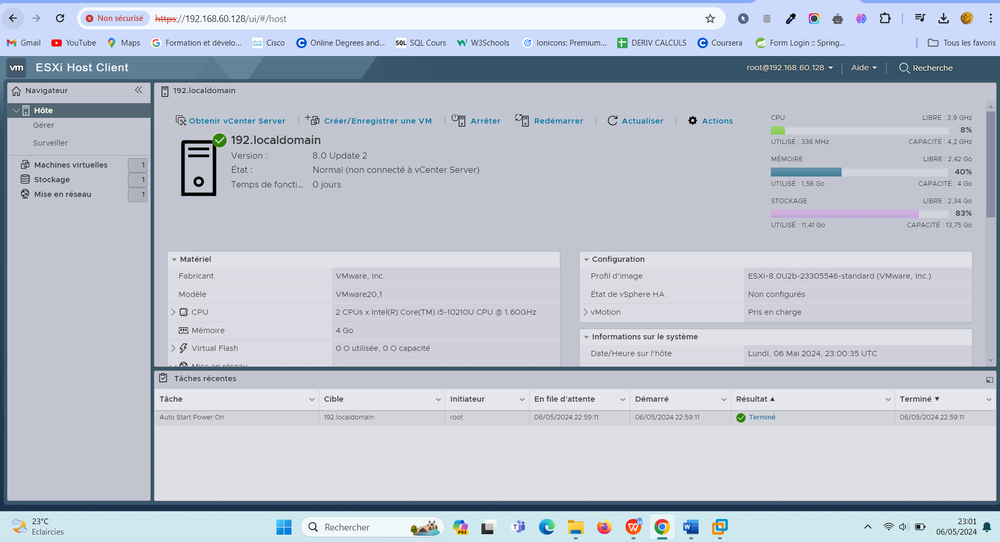 Non sécurisé https://192.168.60.128/ui/#/host
Gmail YouTube Maps Formation et dévelo... Cisco Online Degrees and... SQL SQL Cours W3Schools Ionicons: Premium... DERIV CALCULS Coursera Form Login :: Spring... Tous les favoris
vm ESXi Host Client root@192.168.60.128 Aide Recherche
Navigateur
Hôte
Gérer
Surveiller
Machines virtuelles 1
Stockage 1
Mise en réseau 1
192.localdomain
Obtenir vCenter Server Créer/Enregistrer une VM Arrêter Redémarrer Actualiser Actions
192.localdomain
Version : 8.0 Update 2
État : Normal (non connecté à vCenter Server)
Temps de foncti... 0 jours
CPU LIBRE : 3,9 GHz
8%
UTILISÉ : 336 MHz CAPACITÉ : 4,2 GHz
MÉMOIRE LIBRE : 2,42 Go
40%
UTILISÉ : 1,58 Go CAPACITÉ : 4 Go
STOCKAGE LIBRE : 2,34 Go
83%
UTILISÉ : 11,41 Go CAPACITÉ : 13,75 Go
Matériel
Fabricant VMware, Inc.
Modèle VMware20,1
CPU 2 CPUs x Intel(R) Core(TM) i5-10210U CPU @ 1.60GHz
Mémoire 4 Go
Virtual Flash 0 O utilisée, 0 O capacité
Mise en réseau
Configuration
Profil d'image ESXi-8.0U2b-23305546-standard (VMware, Inc.)
État de vSphere HA Non configurés
vMotion Pris en charge
Informations sur le système
Date/Heure sur l'hôte Lundi, 06 Mai 2024, 23:00:35 UTC
Tâches récentes
Tâche Cible Initiateur En file d'attente Démarré Résultat Terminé
Auto Start Power On 192.localdomain root 06/05/2024 22:59:11 06/05/2024 22:59:11 Terminé 06/05/2024 22:59:11
23°C
Eclaircies
Rechercher
PRE
23:01
06/05/2024